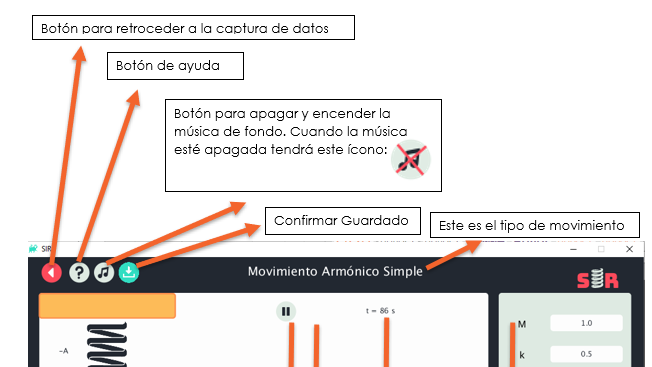 Botón para retroceder a la captura de datos
Botón de ayuda
Botón para apagar y encender la
música de fondo. Cuando la música
esté apagada tendrá este ícono:
Confirmar Guardado
Este es el tipo de movimiento
SIR
?
Movimiento Armónico Simple
SIR
t = 86 s
M 1.0
-A
k 0.5